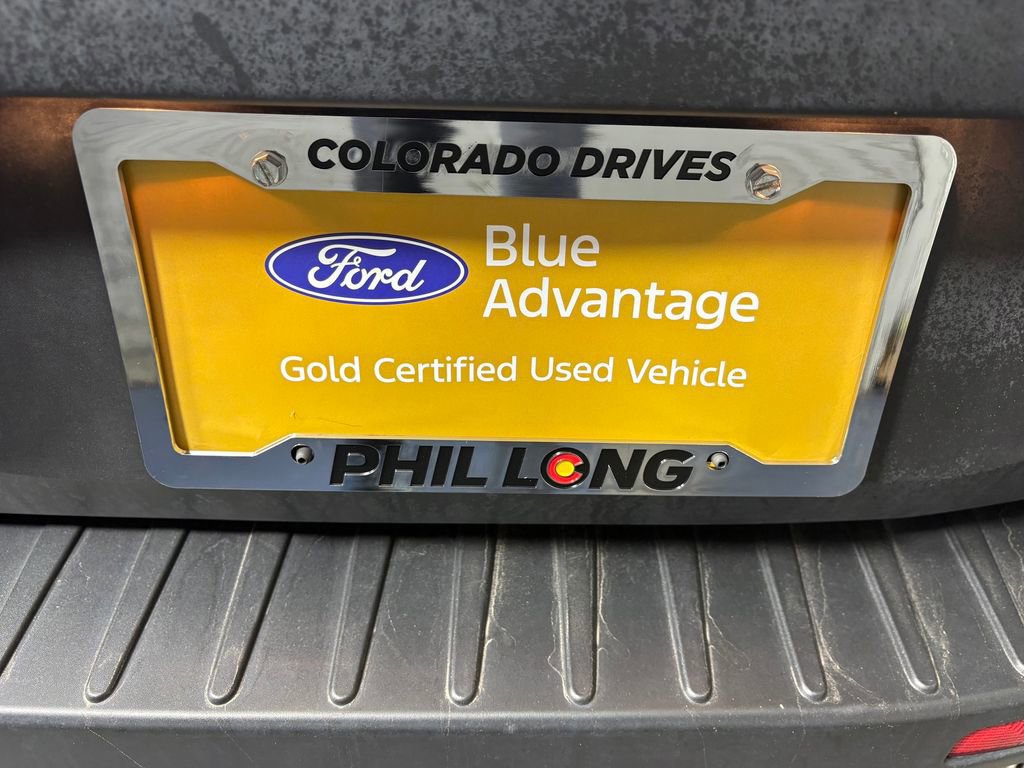 COLORADO DRIVES
Ford
Blue
Advantage
Gold Certified Used Vehicle
PHIL LONG